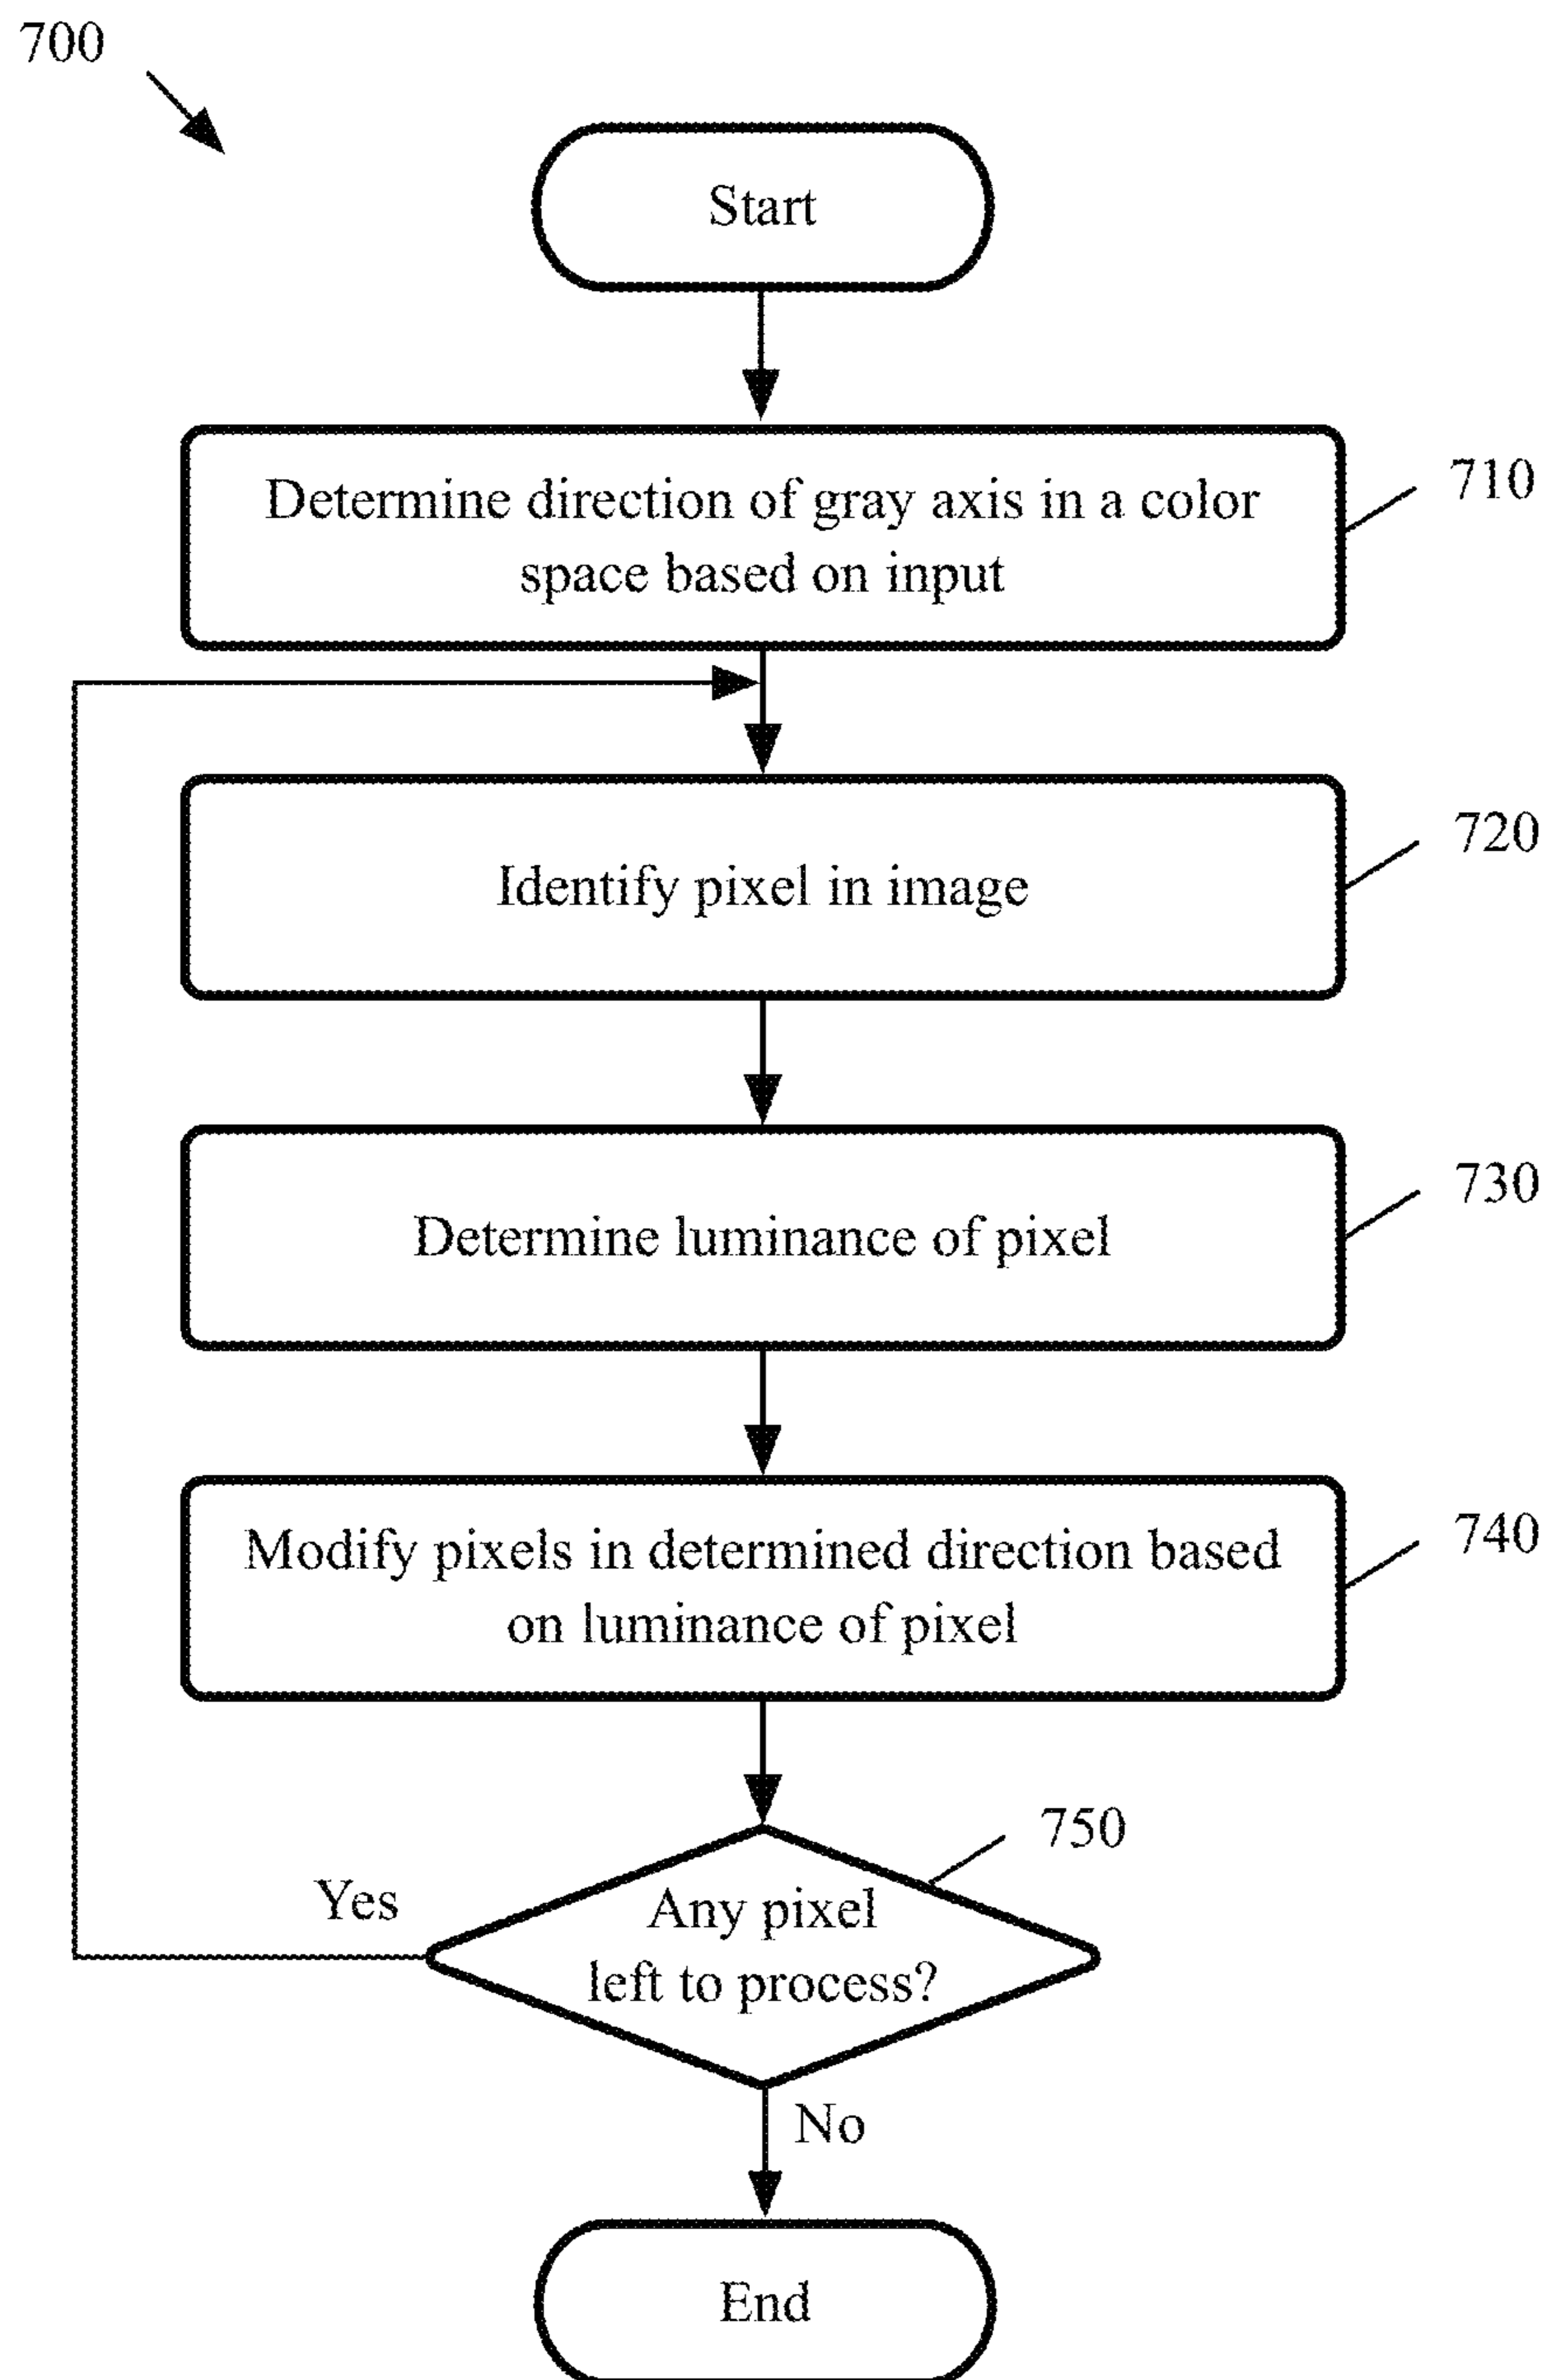 700
Start
Determine direction of gray axis in a color
space based on input
710
Identify pixel in image
720
Determine luminance of pixel
730
Modify pixels in determined direction based
on luminance of pixel
740
750
Any pixel
left to process?
Yes
No
End